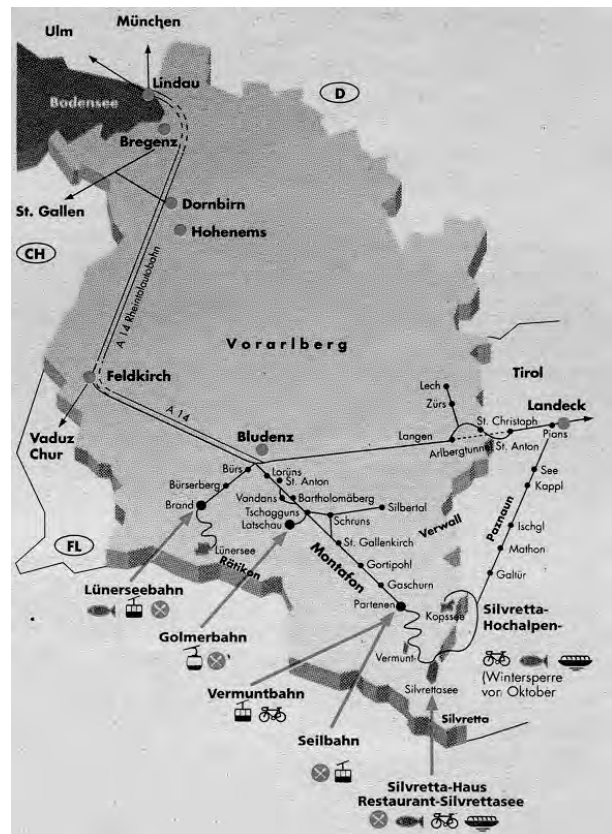 München
Ulm
Lindau
Bodensee
D
Bregenz
St. Gallen
Dornbirn
Hohenems
CH
A 14 Rheintalautobahn
Vorarlberg
Feldkirch
A 14
Vaduz
Chur
Lech
Zürs
Tirol
St. Christoph
Landeck
Langen
Arlbergtunnel
St. Anton
Pians
Bludenz
Bürs
Lorüns
St. Anton
Bürserberg
Vandans
Bartholomäberg
Brand
Tschagguns
Silbertal
Latschau
Schruns
See
Kappl
Paznaun
Ischgl
Verwall
Mathon
Galtür
FL
Lünersee
Rätikon
St. Gallenkirch
Montafon
Gortipohl
Gaschurn
Partenen
Kopssee
Lünerseebahn
Silvretta-
Hochalpen-
Golmerbahn
Vermunt-
(Wintersperre
von Oktober
Vermuntbahn
Silvrettasee
Silvretta
Seilbahn
Silvretta-Haus
Restaurant-Silvrettasee